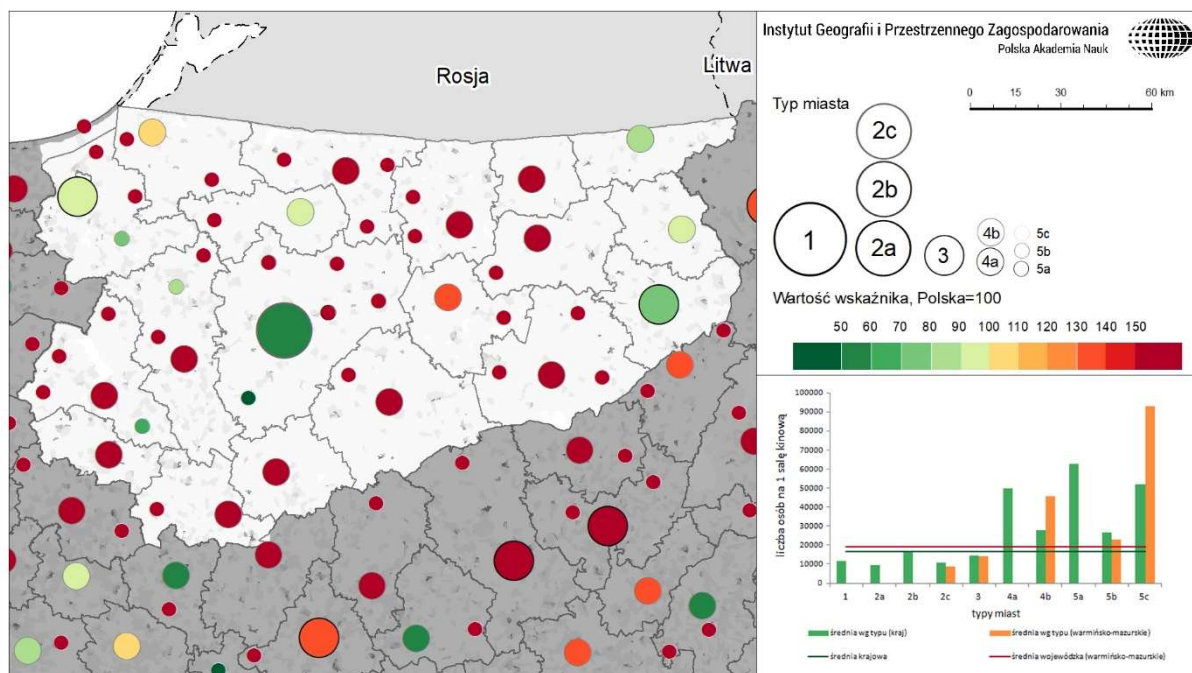 Rosja
Litwa
Instytut Geografii i Przestrzennego Zagospodarowania
Polska Akademia Nauk
Typ miasta
0 15 30 60 km
2c
2b
1
2a
3
4b
4a
5c
5b
5a
Wartość wskaźnika, Polska=100
50 60 70 80 90 100 110 120 130 140 150
liczba osób na 1 salę kinową
100000
90000
80000
70000
60000
50000
40000
30000
20000
10000
0
1 2a 2b 2c 3 4a 4b 5a 5b 5c
typy miast
średnia wg typu (kraj)
średnia wg typu (warmińsko-mazurskie)
średnia krajowa
średnia wojewódzka (warmińsko-mazurskie)